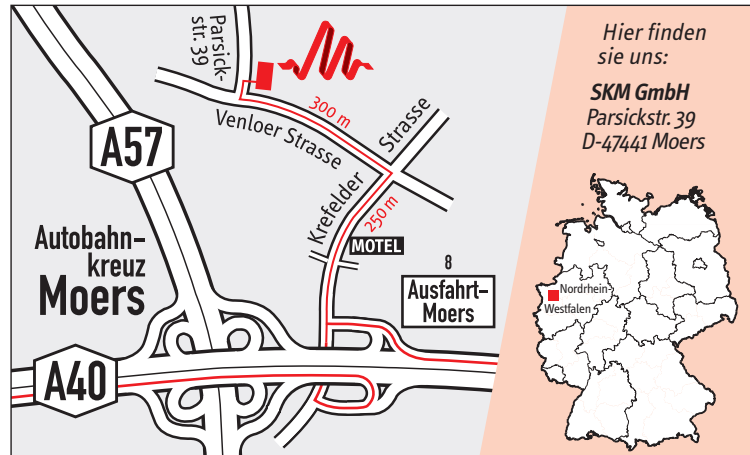 Parsick-
str. 39
300 m
Venloer Strasse
Krefelder Strasse
250 m
MOTEL
A57
Autobahn-
kreuz
Moers
8
Ausfahrt-
Moers
A40
Hier finden
sie uns:
SKM GmbH
Parsickstr. 39
D-47441 Moers
Nordrhein-
Westfalen